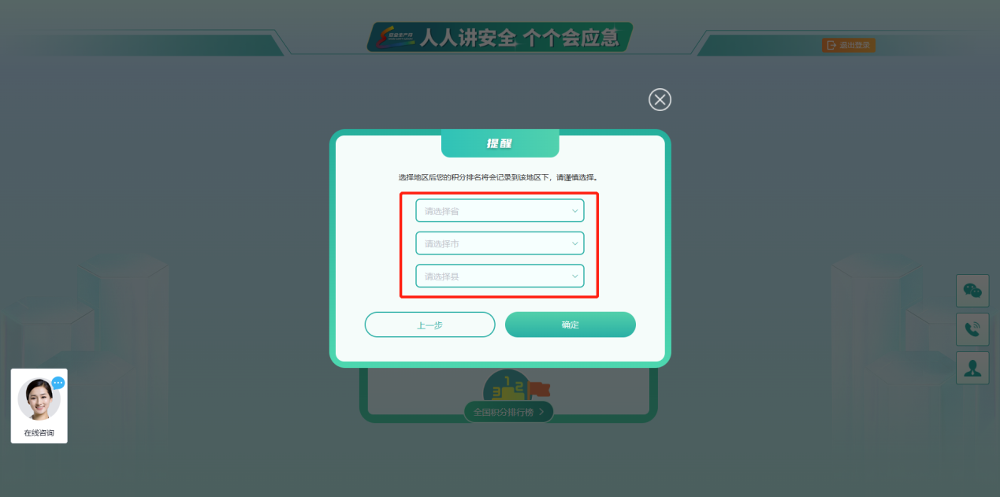 人人讲安全 个个会应急
退出登录
提醒
选择地区后您的积分排名将会记录到该地区下，请谨慎选择。
请选择省
请选择市
请选择县
上一步
确定
1
2
3
全国积分排行榜
在线咨询